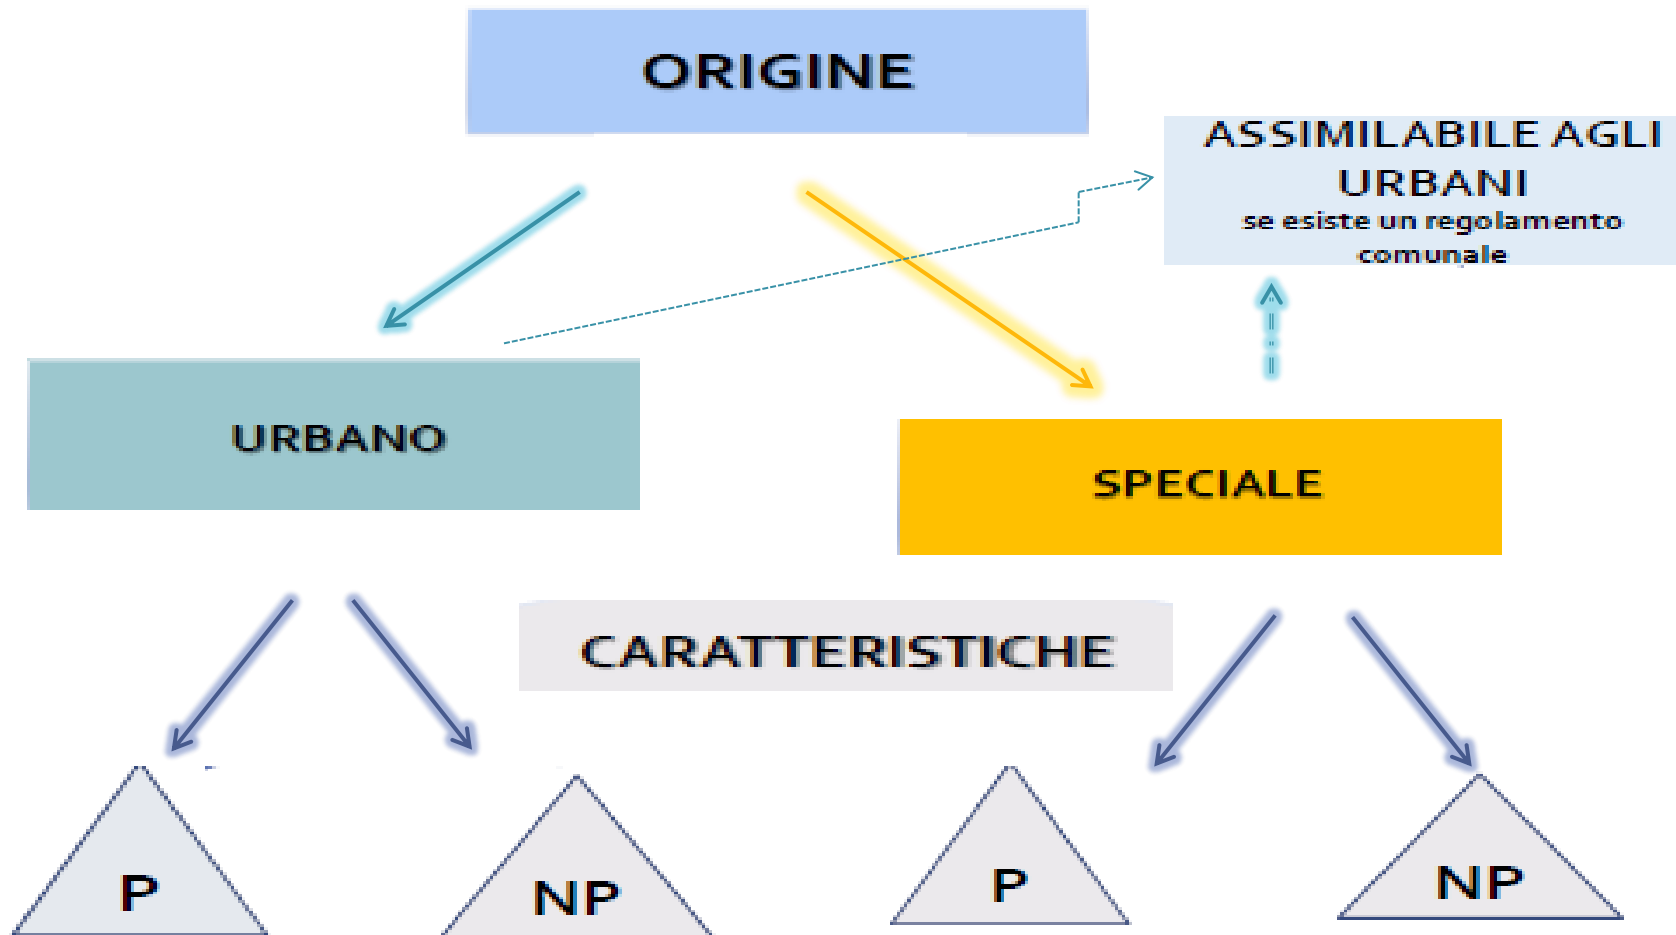 ORIGINE
ASSIMILABILE AGLI
URBANI
se esiste un regolamento
comunale
URBANO
SPECIALE
CARATTERISTICHE
P
NP
P
NP